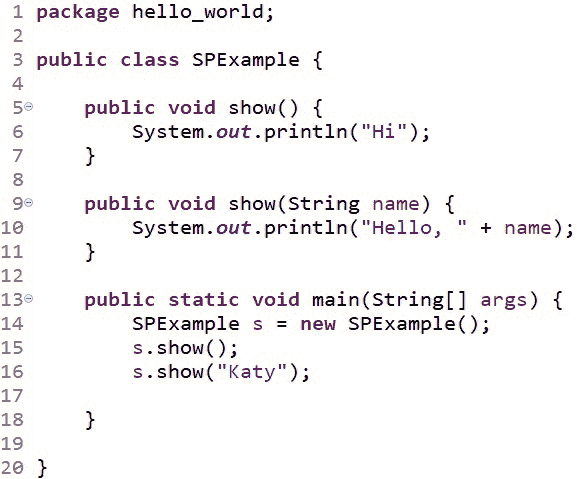 1 package hello_world;
2
3 public class SPExample {
4
5 public void show() {
6 System.out.println("Hi");
7 }
8
9 public void show(String name) {
10 System.out.println("Hello, " + name);
11 }
12
13 public static void main(String[] args) {
14 SPExample s = new SPExample();
15 s.show();
16 s.show("Katy");
17
18 }
19
20 }